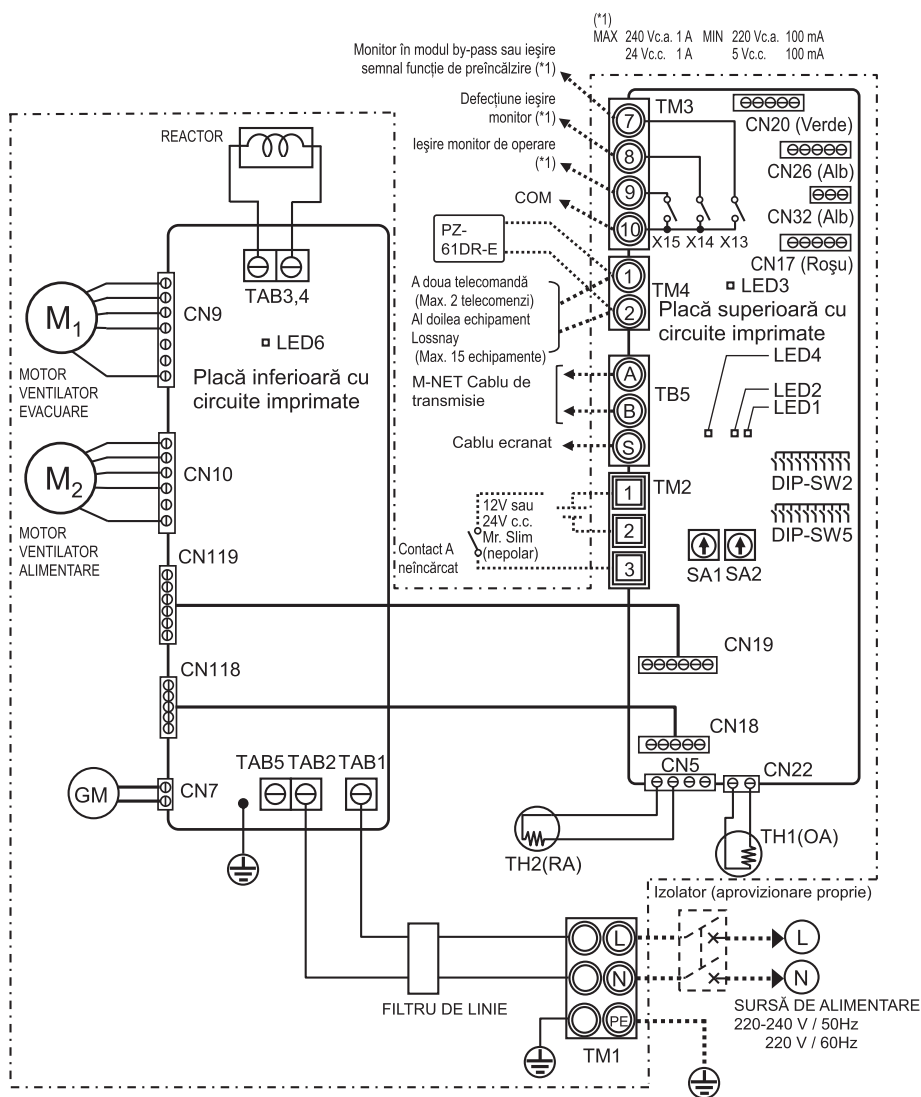 (*1)
MAX 240 Vc.a. 1 A MIN 220 Vc.a. 100 mA
24 Vc.c. 1 A 5 Vc.c. 100 mA
Monitor în modul by-pass sau ieşire
semnal funcţie de preîncălzire (*1)
Defecţiune ieşire
monitor (*1)
Ieşire monitor de operare
(*1)
COM
TM3
7
8
9
10
X15 X14 X13
CN20 (Verde)
CN26 (Alb)
CN32 (Alb)
CN17 (Roşu)
LED3
PZ-
61DR-E
A doua telecomandă
(Max. 2 telecomenzi)
Al doilea echipament
Lossnay
(Max. 15 echipamente)
1
2
TM4
Placă superioară cu
circuite imprimate
LED4
LED2
LED1
M-NET Cablu de
transmisie
Cablu ecranat
A
B
S
TB5
TM2
1
2
3
12V sau
24V c.c.
Mr. Slim
(nepolar)
Contact A
neîncărcat
DIP-SW2
DIP-SW5
SA1 SA2
REACTOR
TAB3,4
LED6
Placă inferioară cu
circuite imprimate
M1
CN9
MOTOR
VENTILATOR
EVACUARE
M2
CN10
MOTOR
VENTILATOR
ALIMENTARE
CN119
CN19
CN118
CN18
TAB5 TAB2 TAB1
GM
CN7
CN5
CN22
TH2(RA)
TH1(OA)
Izolator (aprovizionare proprie)
FILTRU DE LINIE
L
N
PE
TM1
L
N
SURSĂ DE ALIMENTARE
220-240 V / 50Hz
220 V / 60Hz